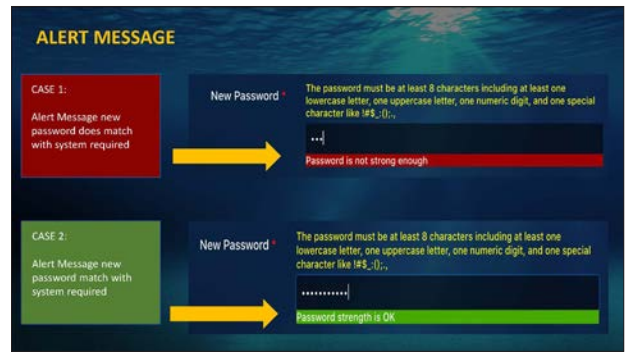 ALERT MESSAGE
CASE 1:
Alert Message new
password does match
with system required
New Password *
The password must be at least 8 characters including at least one
lowercase letter, one uppercase letter, one numeric digit, and one special
character like !#$_:();.,
•••
Password is not strong enough
CASE 2:
Alert Message new
password match with
system required
New Password *
The password must be at least 8 characters including at least one
lowercase letter, one uppercase letter, one numeric digit, and one special
character like !#$_:();.,
•••••••••••
Password strength is OK